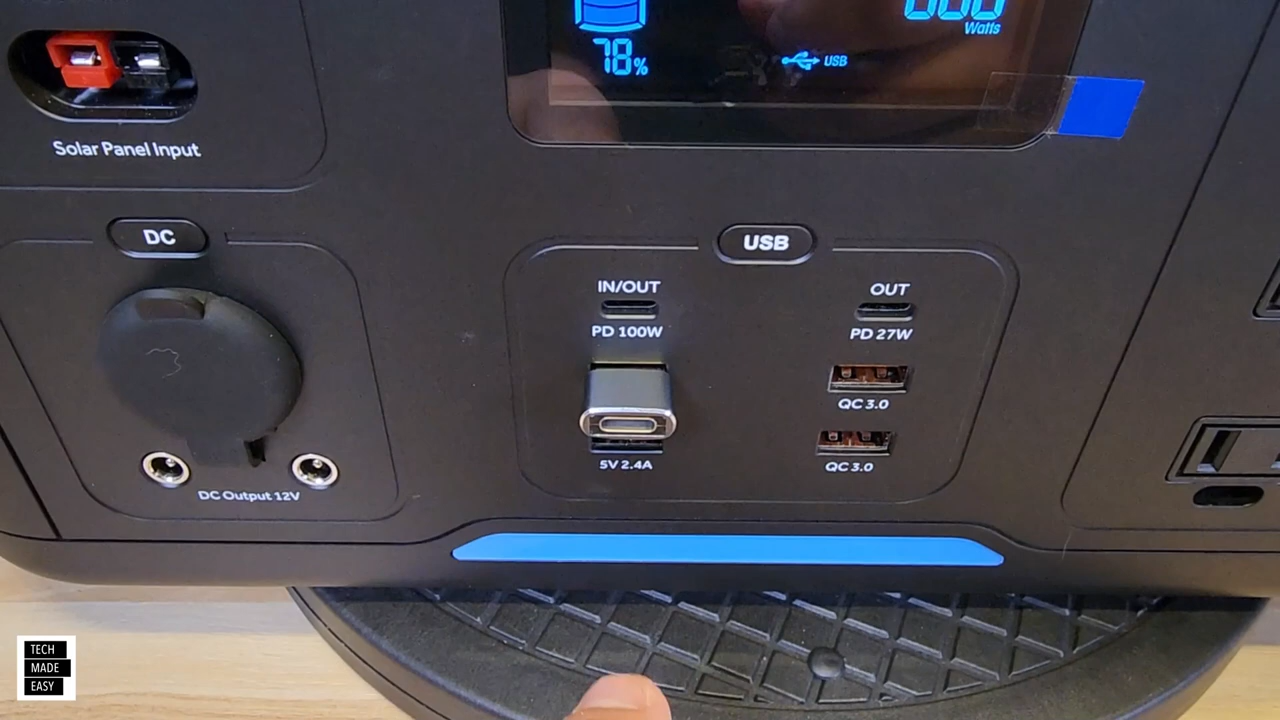 000
Watts
78%
USB
Solar Panel Input
DC
USB
IN/OUT
PD 100W
OUT
PD 27W
QC 3.0
5V 2.4A
QC 3.0
DC Output 12V
TECH
MADE
EASY